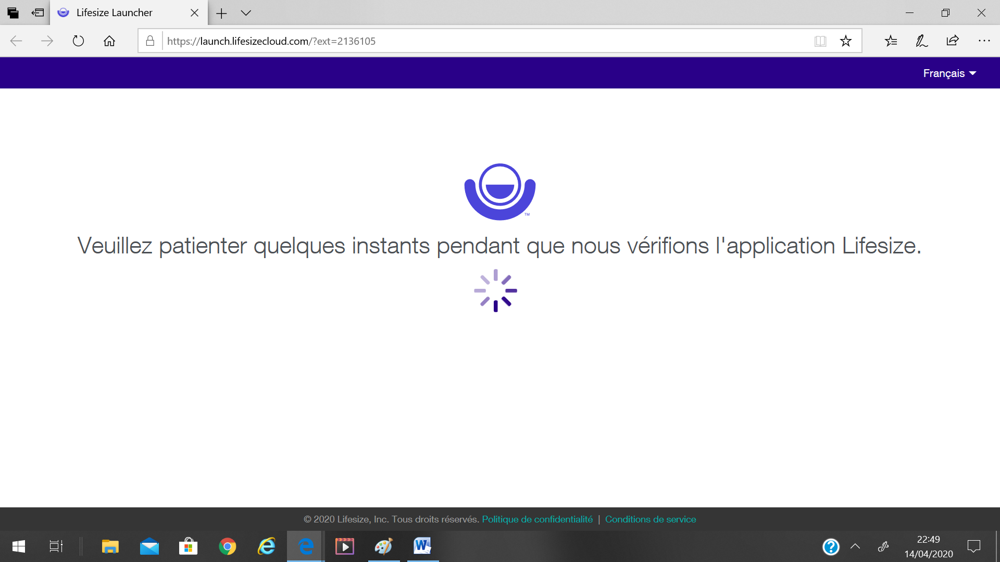 Lifesize Launcher
https://launch.lifesizecloud.com/?ext=2136105
Français
TM
Veuillez patienter quelques instants pendant que nous vérifions l'application Lifesize.
© 2020 Lifesize, Inc. Tous droits réservés. Politique de confidentialité | Conditions de service
22:49
14/04/2020